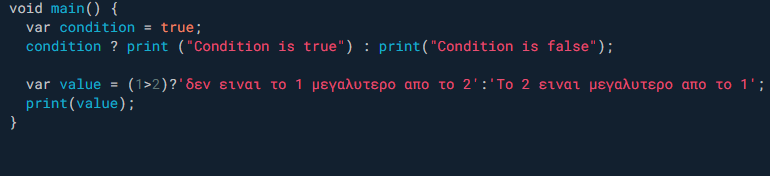 void main() {
  var condition = true;
  condition ? print ("Condition is true") : print("Condition is false");
  var value = (1>2)?'δεν ειναι το 1 μεγαλυτερο απο το 2':'Το 2 ειναι μεγαλυτερο απο το 1';
  print(value);
}